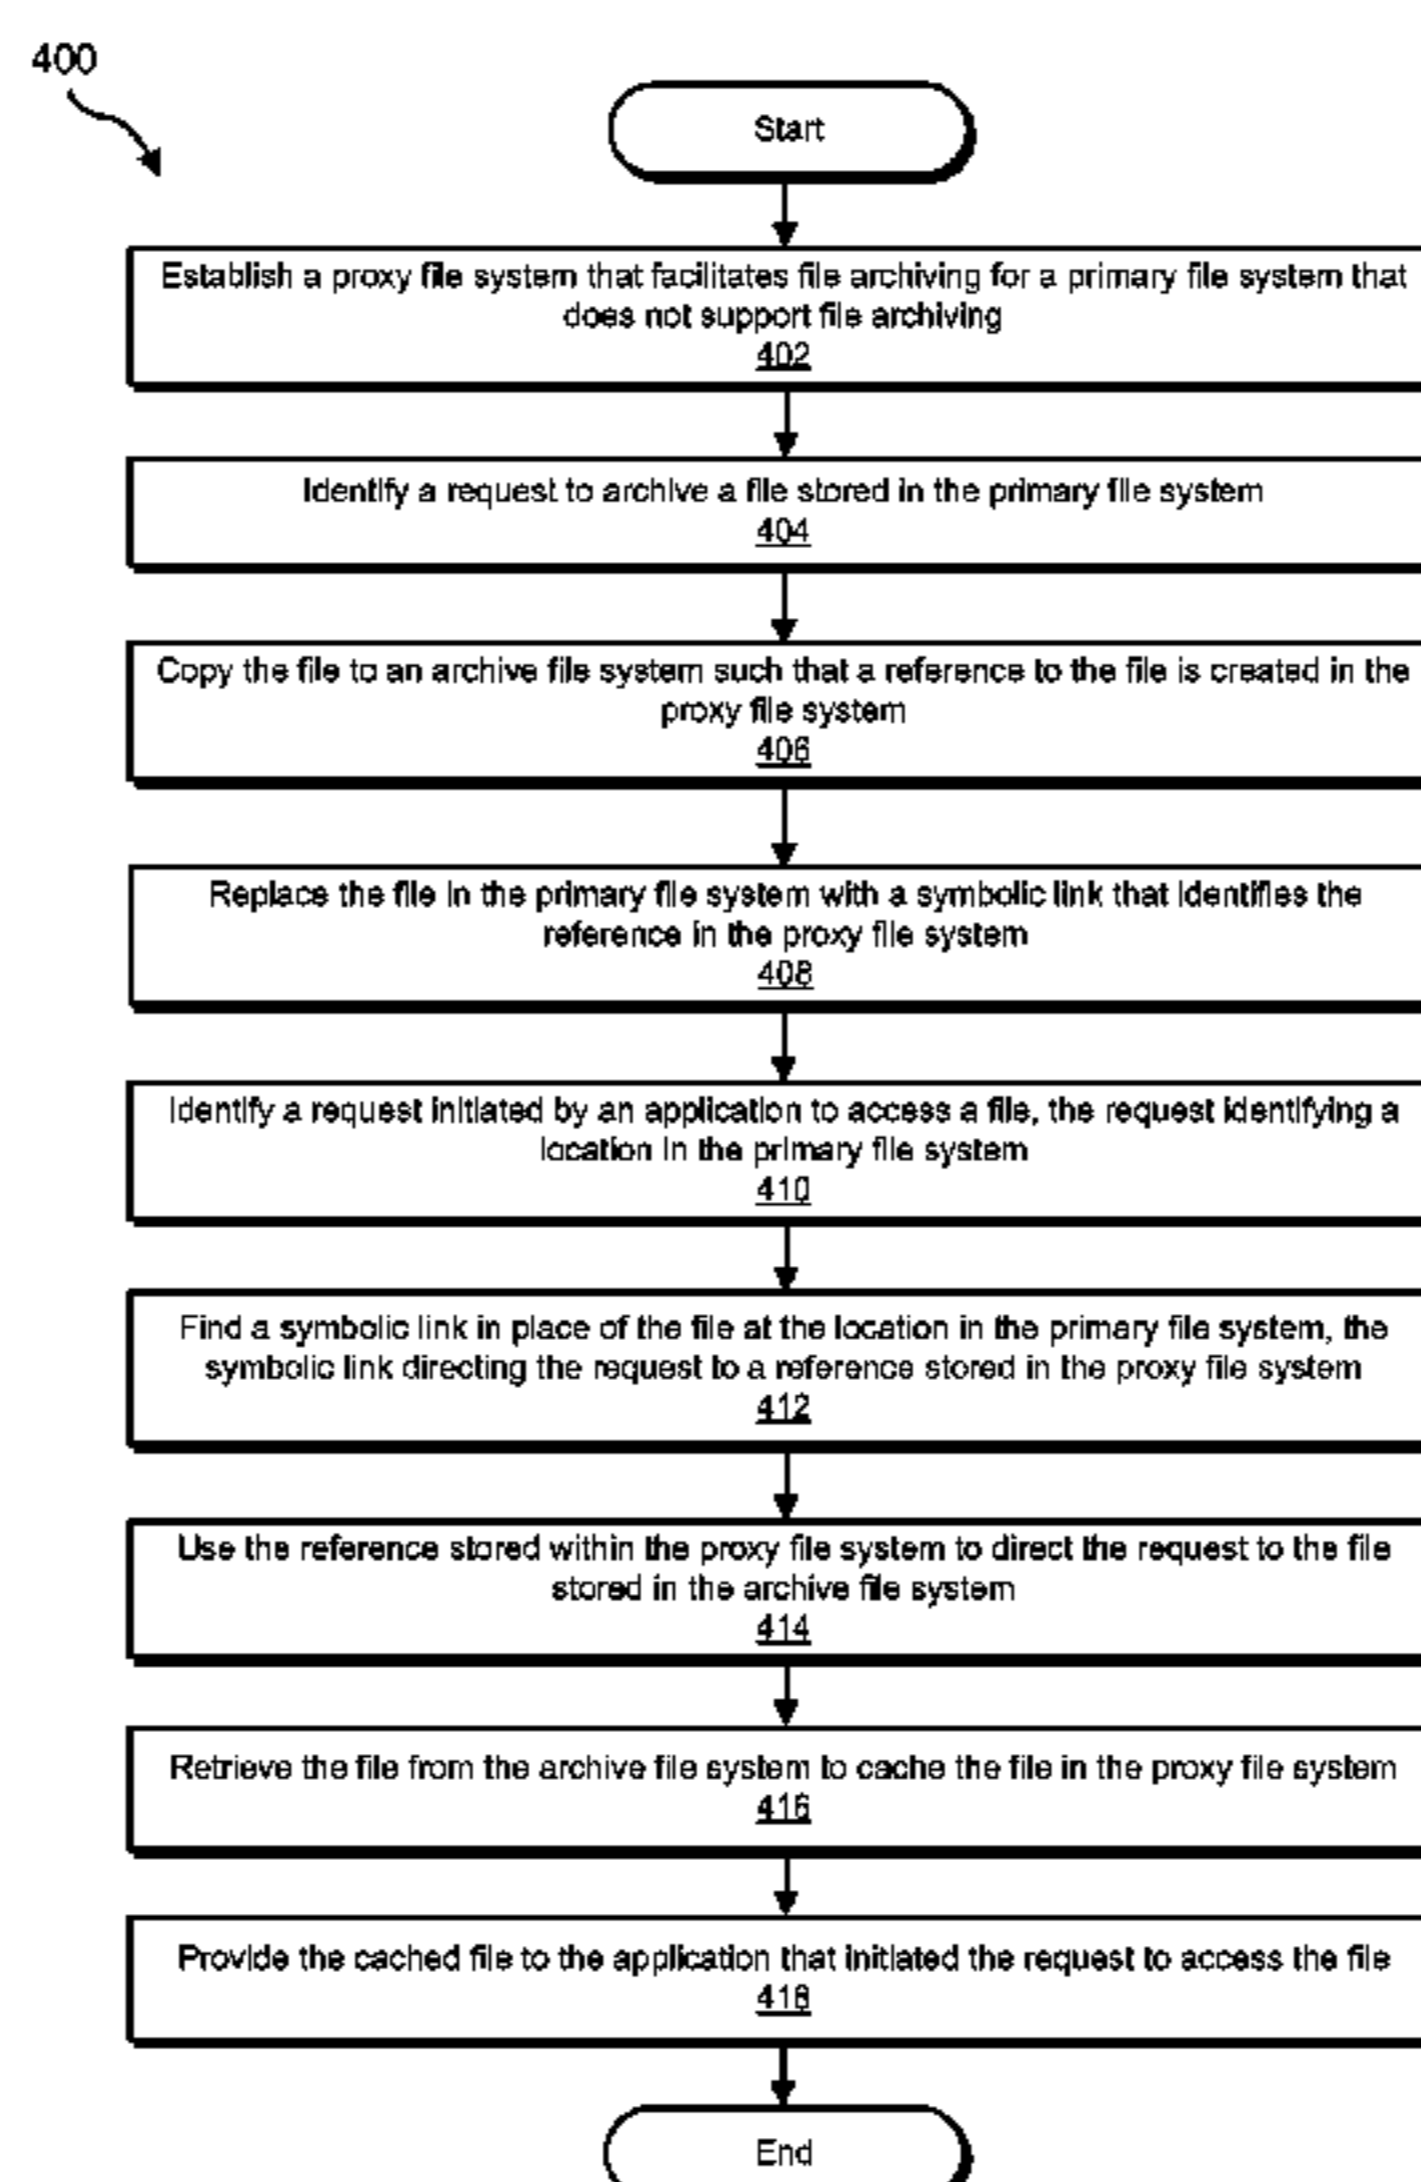 400
Start
Establish a proxy file system that facilitates file archiving for a primary file system that
does not support file archiving
402
Identify a request to archive a file stored in the primary file system
404
Copy the file to an archive file system such that a reference to the file is created in the
proxy file system
406
Replace the file in the primary file system with a symbolic link that identifies the
reference in the proxy file system
408
Identify a request initiated by an application to access a file, the request identifying a
location in the primary file system
410
Find a symbolic link in place of the file at the location in the primary file system, the
symbolic link directing the request to a reference stored in the proxy file system
412
Use the reference stored within the proxy file system to direct the request to the file
stored in the archive file system
414
Retrieve the file from the archive file system to cache the file in the proxy file system
416
Provide the cached file to the application that initiated the request to access the file
418
End